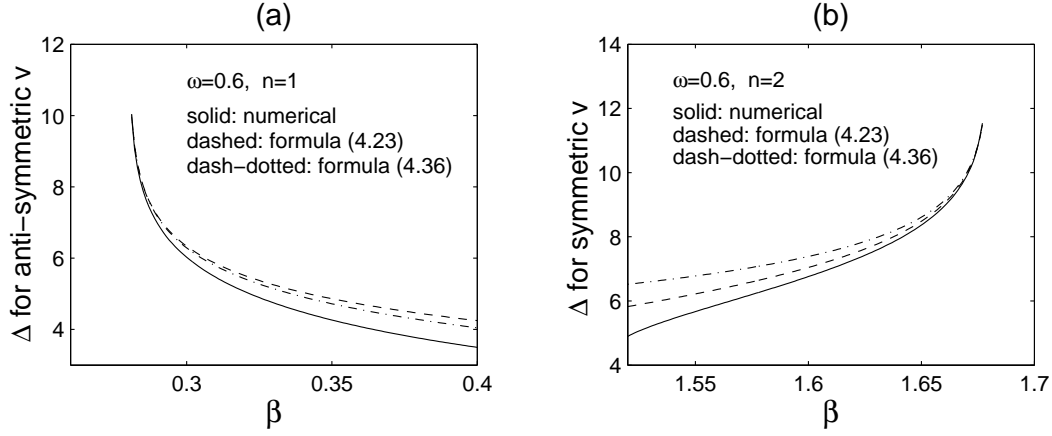 (a)
12
10
8
6
4
Δ for anti−symmetric v
ω=0.6, n=1
solid: numerical
dashed: formula (4.23)
dash−dotted: formula (4.36)
0.3
0.35
0.4
β
(b)
14
12
10
8
6
4
Δ for symmetric v
ω=0.6, n=2
solid: numerical
dashed: formula (4.23)
dash−dotted: formula (4.36)
1.55
1.6
1.65
1.7
β